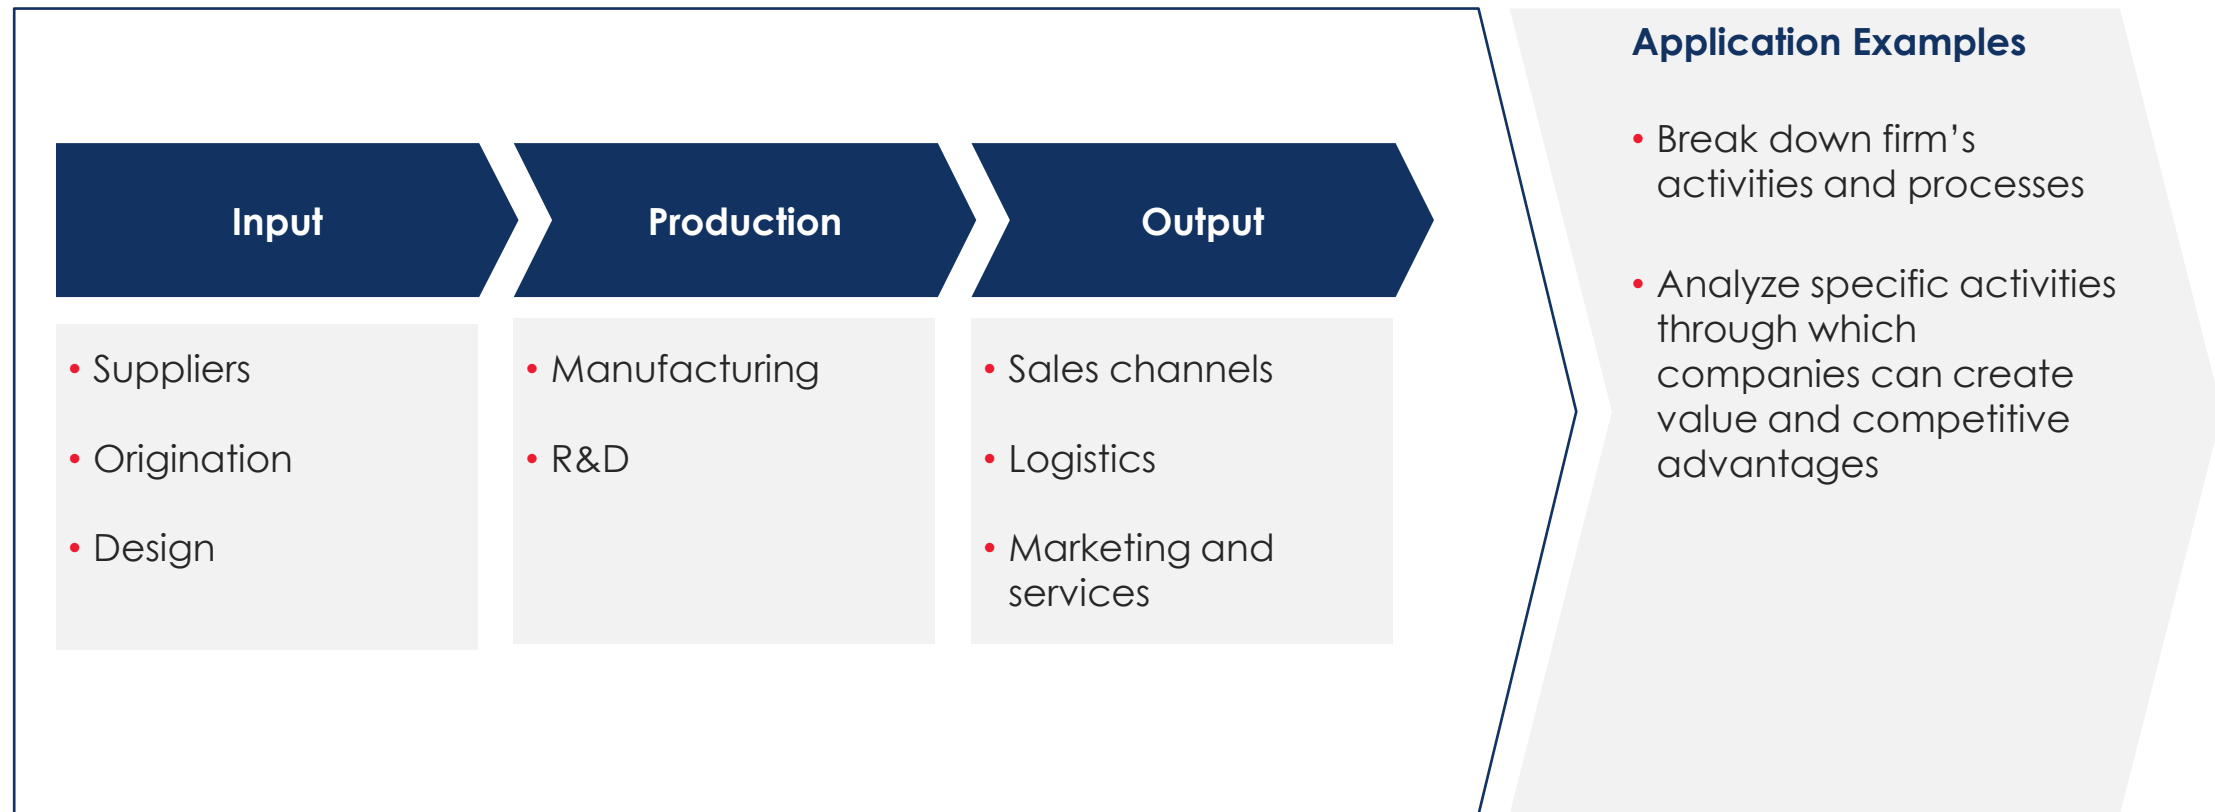 Input
• Suppliers
• Origination
• Design
Production
• Manufacturing
• R&D
Output
• Sales channels
• Logistics
• Marketing and
services
Application Examples
• Break down firm’s
activities and processes
• Analyze specific activities
through which
companies can create
value and competitive
advantages